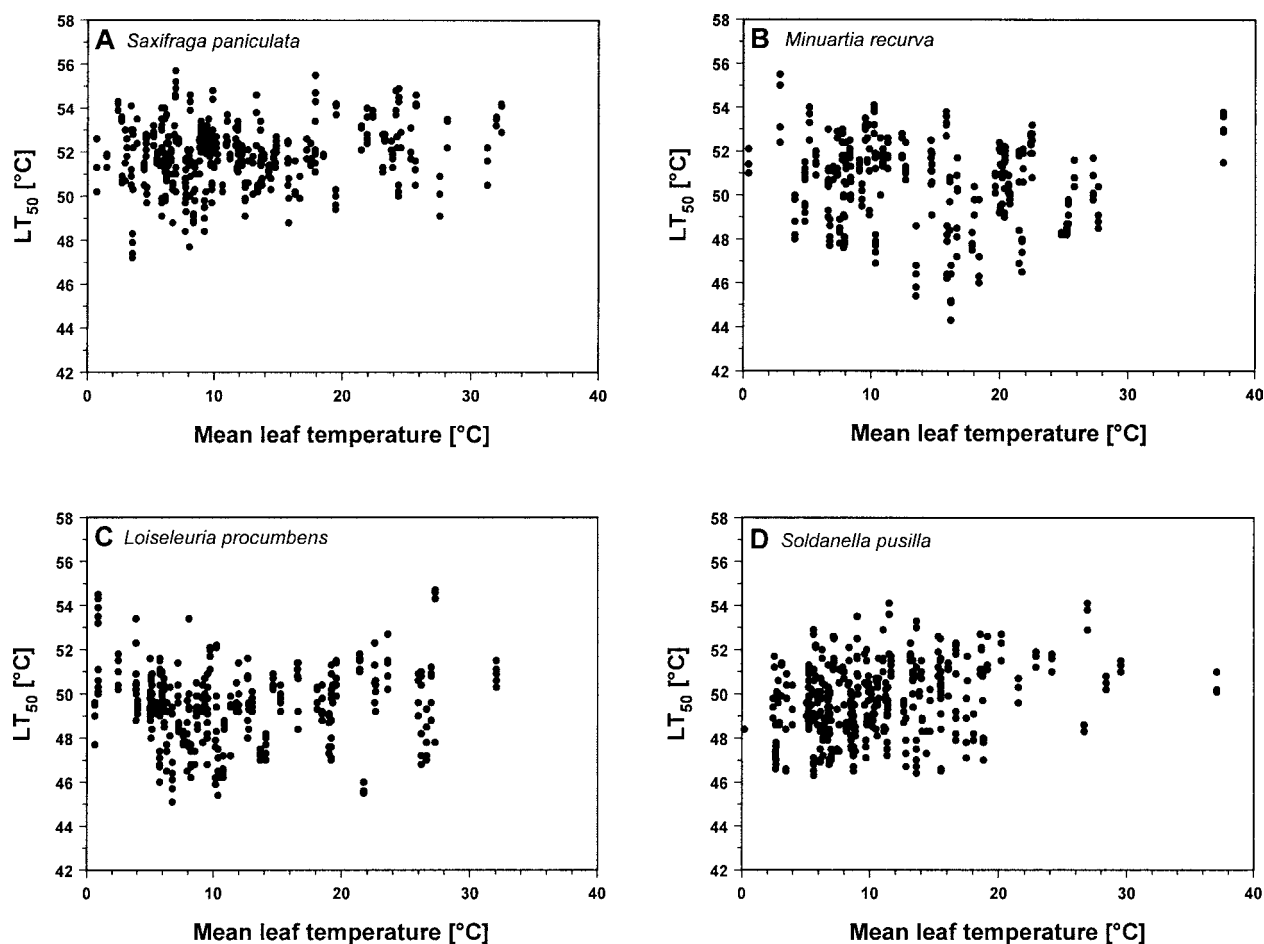 58
56
54
52
50
48
46
44
42
LT50 [°C]
A Saxifraga paniculata
0 10 20 30 40
Mean leaf temperature [°C]
58
56
54
52
50
48
46
44
42
LT50 [°C]
B Minuartia recurva
0 10 20 30 40
Mean leaf temperature [°C]
58
56
54
52
50
48
46
44
42
LT50 [°C]
C Loiseleuria procumbens
0 10 20 30 40
Mean leaf temperature [°C]
58
56
54
52
50
48
46
44
42
LT50 [°C]
D Soldanella pusilla
0 10 20 30 40
Mean leaf temperature [°C]